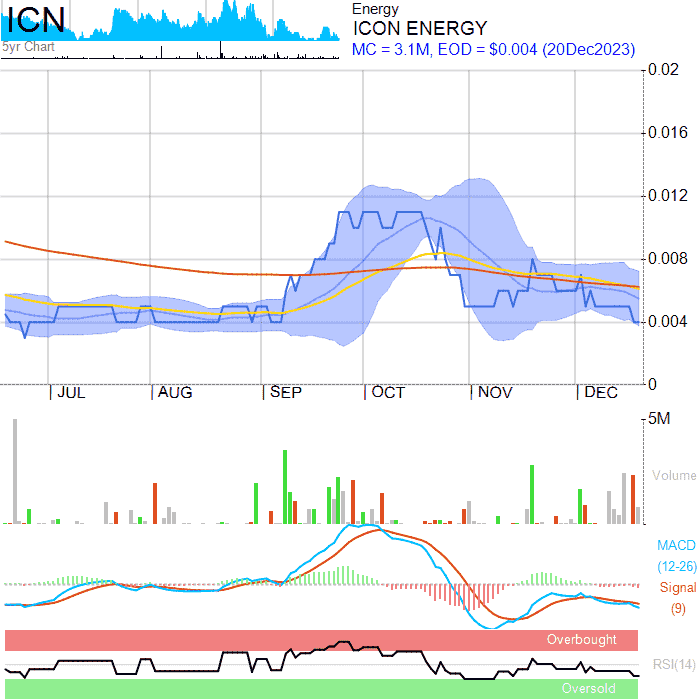 ICN
5yr Chart
Energy
ICON ENERGY
MC = 3.1M, EOD = $0.004 (20Dec2023)
0.02
0.016
0.012
0.008
0.004
0
JUL AUG SEP OCT NOV DEC
5M
Volume
MACD
(12-26)
Signal
(9)
Overbought
RSI(14)
Oversold